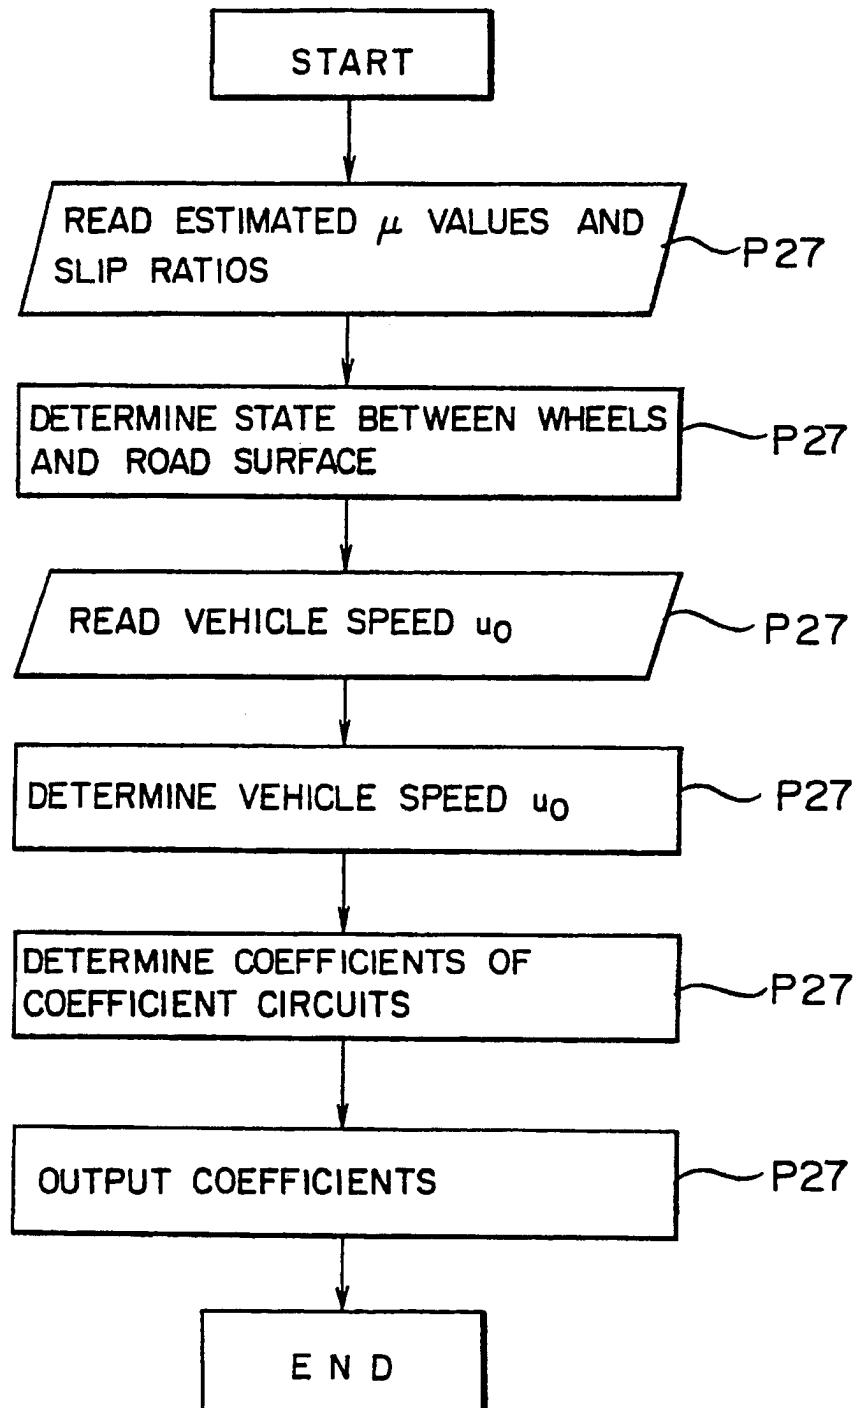 START
READ ESTIMATED μ VALUES AND
SLIP RATIOS
P27
DETERMINE STATE BETWEEN WHEELS
AND ROAD SURFACE
P27
READ VEHICLE SPEED u0
P27
DETERMINE VEHICLE SPEED u0
P27
DETERMINE COEFFICIENTS OF
COEFFICIENT CIRCUITS
P27
OUTPUT COEFFICIENTS
P27
END